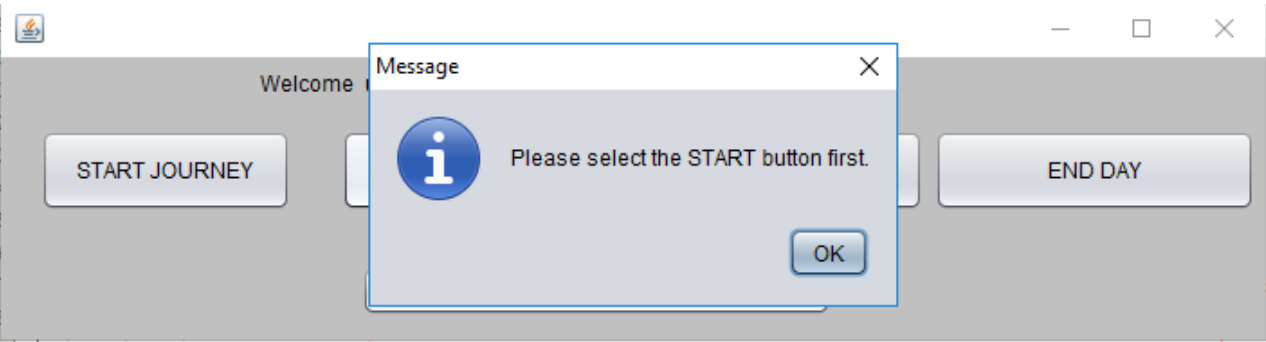 Message
Welcome
Please select the START button first.
START JOURNEY
END DAY
OK